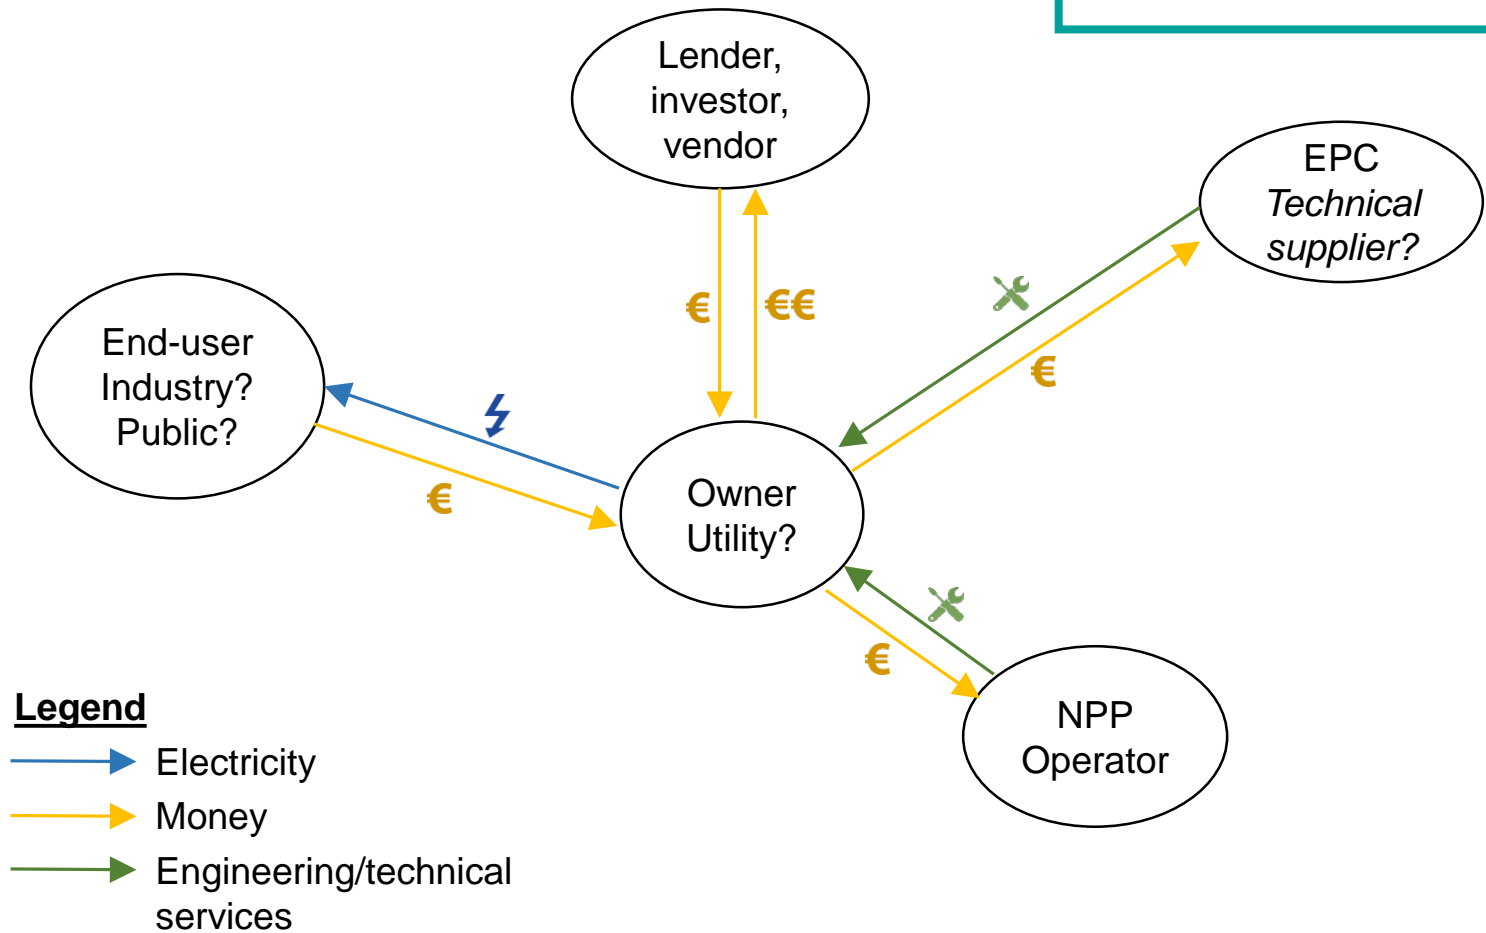 Lender,
investor,
vendor
EPC
Technical
supplier?
End-user
Industry?
Public?
€
€€
€
€
Owner
Utility?
€
NPP
Operator
Legend
Electricity
Money
Engineering/technical
services